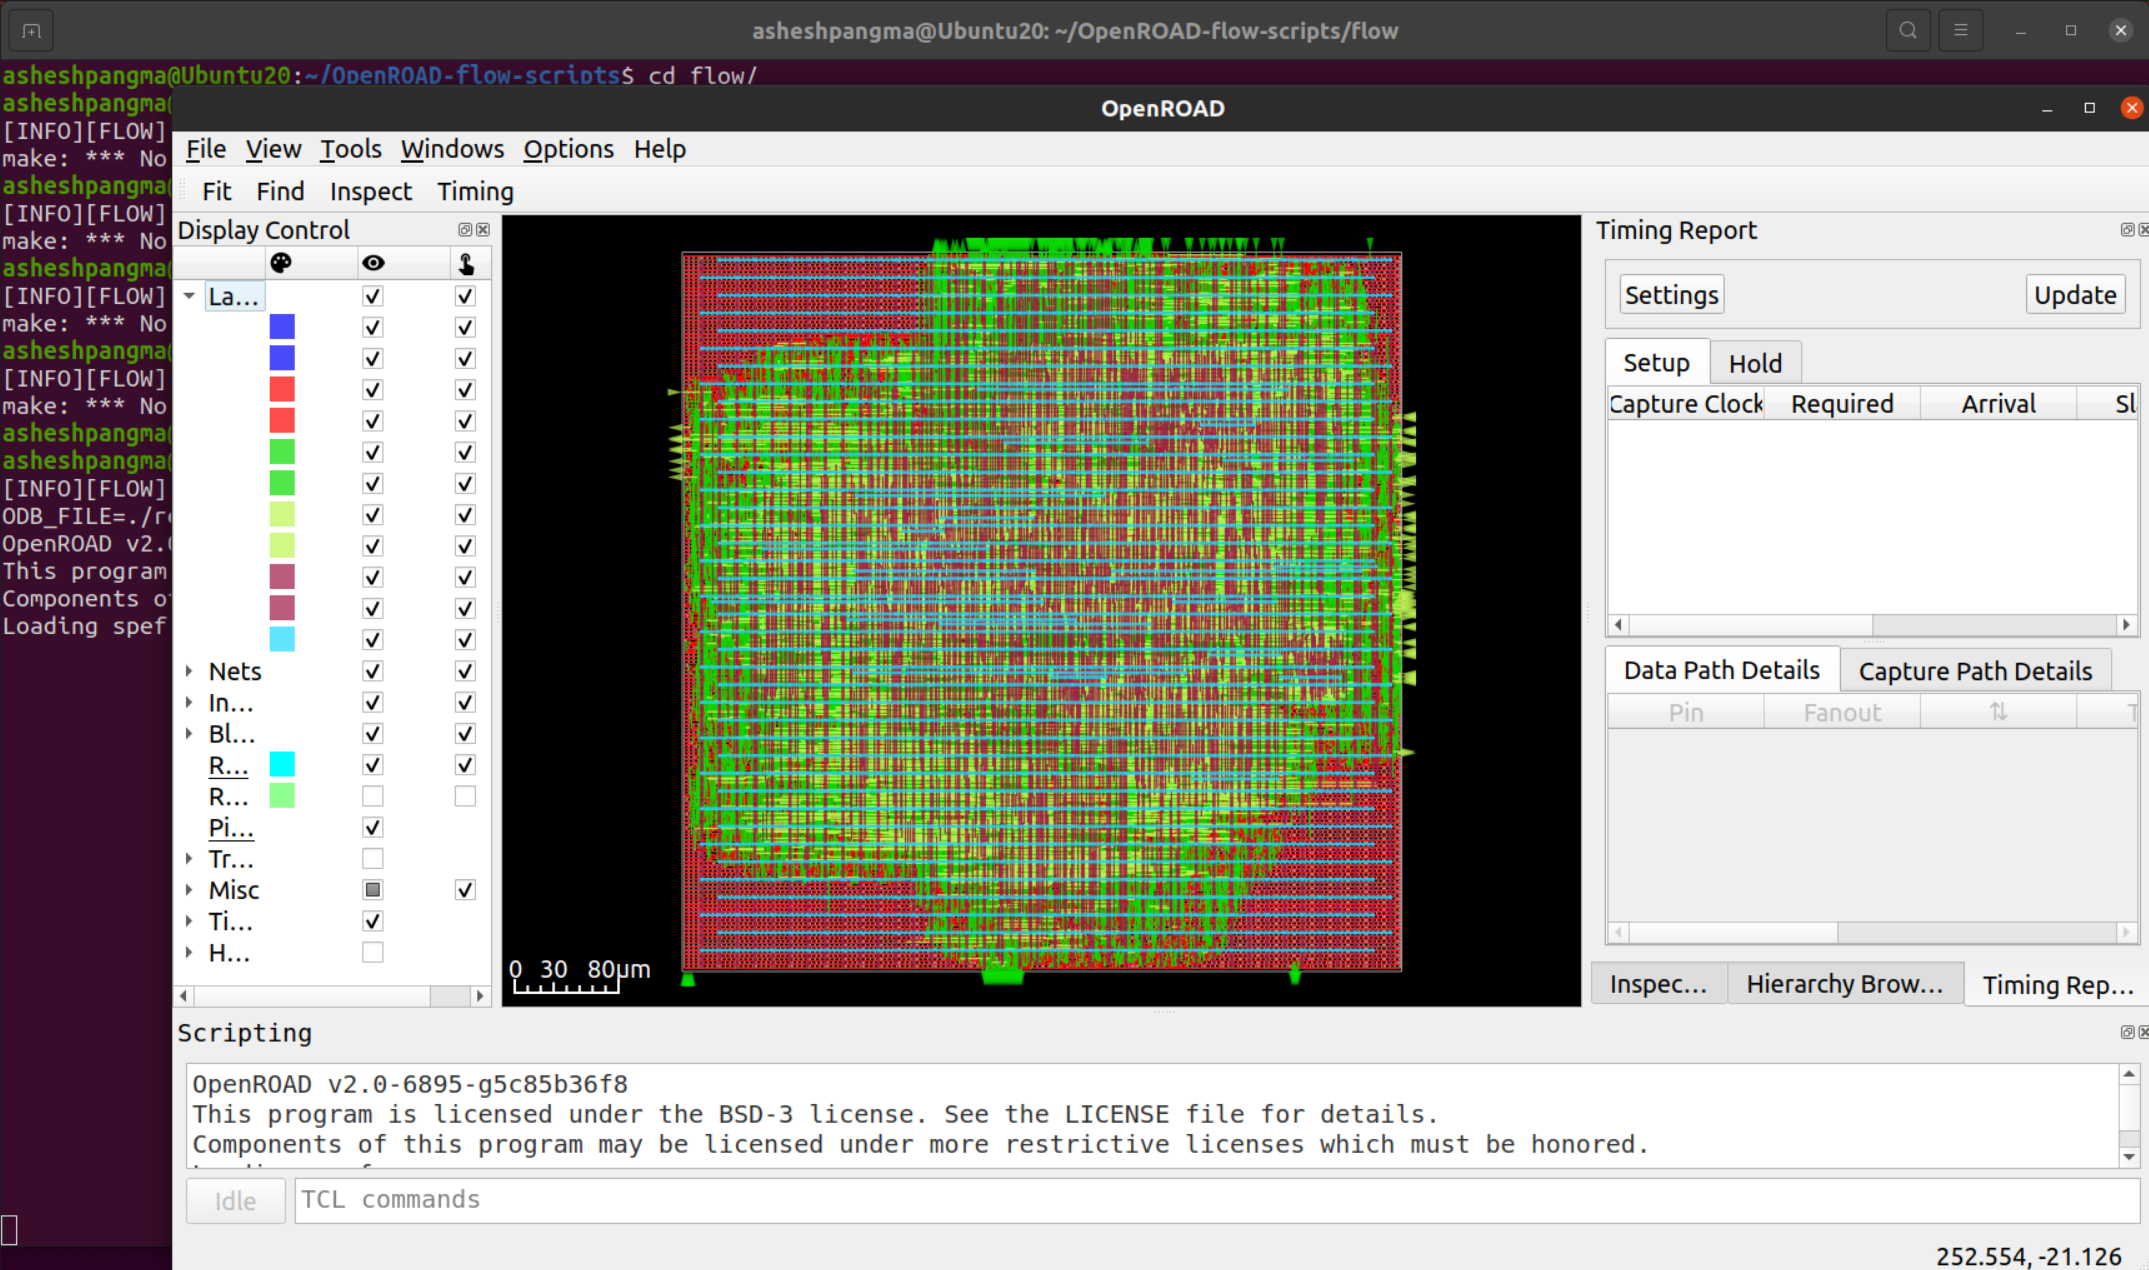 asheshpangma@Ubuntu20: ~/OpenROAD-flow-scripts/flow
asheshpangma@Ubuntu20:~/OpenROAD-flow-scripts$ cd flow/
asheshpangma
[INFO][FLOW]
make: *** No
asheshpangma
[INFO][FLOW]
make: *** No
asheshpangma
[INFO][FLOW]
make: *** No
asheshpangma
[INFO][FLOW]
make: *** No
asheshpangma
asheshpangma
[INFO][FLOW]
ODB_FILE=./r
OpenROAD v2.
This program
Components o
Loading spef
OpenROAD
File View Tools Windows Options Help
Fit Find Inspect Timing
Display Control
La...
Nets
In...
Bl...
R...
R...
Pi...
Tr...
Misc
Ti...
H...
0 30 80μm
Timing Report
Settings Update
Setup Hold
Capture Clock Required Arrival Sl
Data Path Details Capture Path Details
Pin Fanout ⇅ T
Inspec... Hierarchy Brow... Timing Rep...
Scripting
OpenROAD v2.0-6895-g5c85b36f8
This program is licensed under the BSD-3 license. See the LICENSE file for details.
Components of this program may be licensed under more restrictive licenses which must be honored.
Idle TCL commands
252.554, -21.126